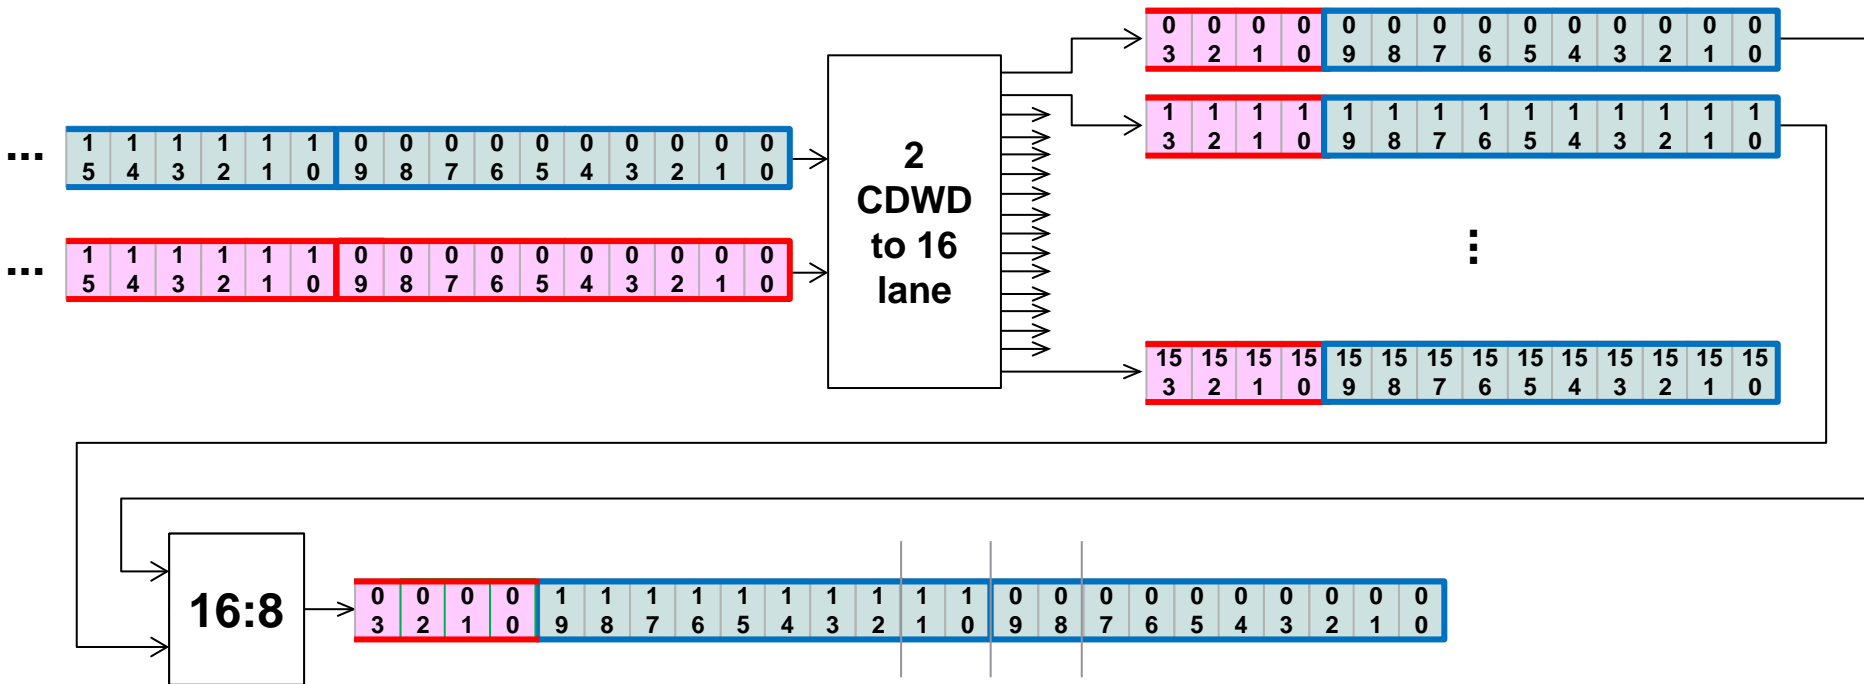 0 0 0 0 0 0 0 0 0 0 0 0 0 0
3 2 1 0 9 8 7 6 5 4 3 2 1 0
1 1 1 1 1 1 1 1 1 1 1 1 1 1
3 2 1 0 9 8 7 6 5 4 3 2 1 0
... 1 1 1 1 1 1 0 0 0 0 0 0 0 0 0 0
5 4 3 2 1 0 9 8 7 6 5 4 3 2 1 0
... 1 1 1 1 1 1 0 0 0 0 0 0 0 0 0 0
5 4 3 2 1 0 9 8 7 6 5 4 3 2 1 0
2
CDWD
to 16
lane
...
15 15 15 15 15 15 15 15 15 15 15 15 15 15
3 2 1 0 9 8 7 6 5 4 3 2 1 0
16:8
0 0 0 0 1 1 1 1 1 1 1 1 1 1 0 0 0 0 0 0 0 0 0 0
3 2 1 0 9 8 7 6 5 4 3 2 1 0 9 8 7 6 5 4 3 2 1 0